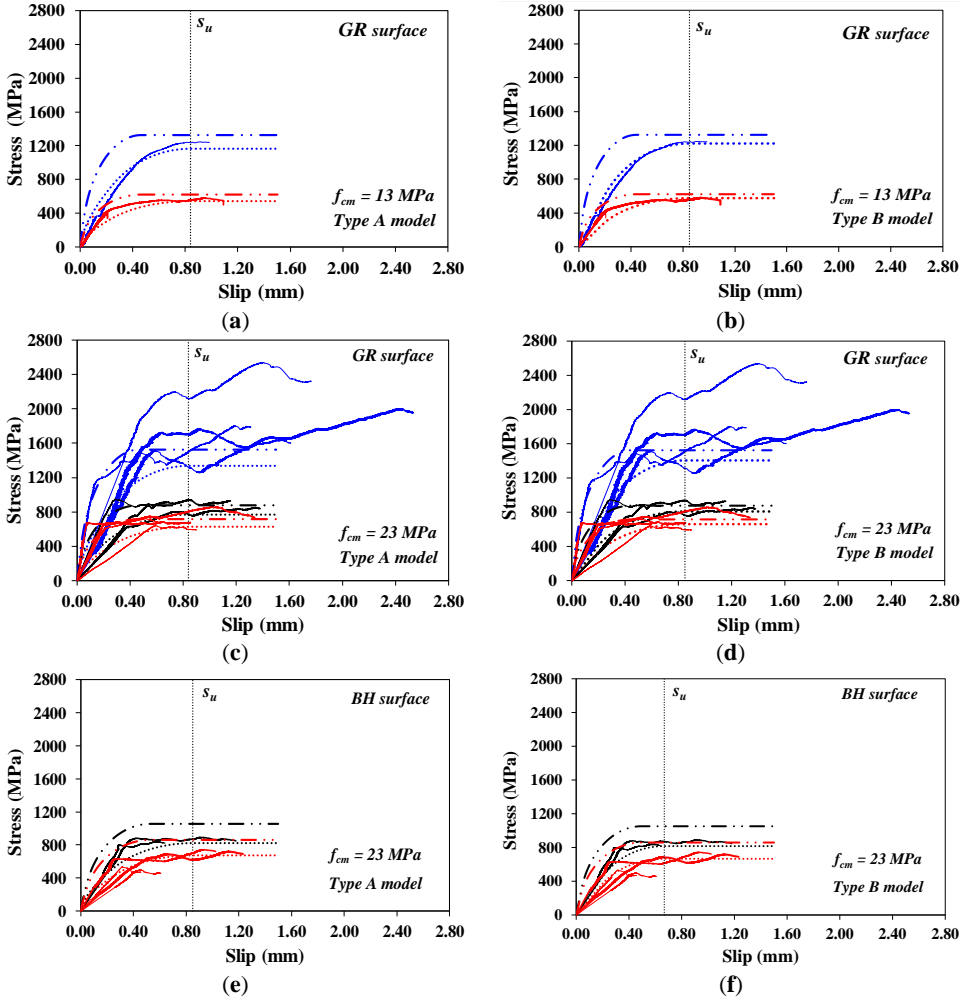 2800
2400
2000
1600
1200
800
400
0
Stress (MPa)
s_u
GR surface
f_cm = 13 MPa
Type A model
0.00 0.40 0.80 1.20 1.60 2.00 2.40 2.80
Slip (mm)
(a)
2800
2400
2000
1600
1200
800
400
0
Stress (MPa)
s_u
GR surface
f_cm = 13 MPa
Type B model
0.00 0.40 0.80 1.20 1.60 2.00 2.40 2.80
Slip (mm)
(b)
2800
2400
2000
1600
1200
800
400
0
Stress (MPa)
s_u
GR surface
f_cm = 23 MPa
Type A model
0.00 0.40 0.80 1.20 1.60 2.00 2.40 2.80
Slip (mm)
(c)
2800
2400
2000
1600
1200
800
400
0
Stress (MPa)
s_u
GR surface
f_cm = 23 MPa
Type B model
0.00 0.40 0.80 1.20 1.60 2.00 2.40 2.80
Slip (mm)
(d)
2800
2400
2000
1600
1200
800
400
0
Stress (MPa)
s_u
BH surface
f_cm = 23 MPa
Type A model
0.00 0.40 0.80 1.20 1.60 2.00 2.40 2.80
Slip (mm)
(e)
2800
2400
2000
1600
1200
800
400
0
Stress (MPa)
s_u
BH surface
f_cm = 23 MPa
Type B model
0.00 0.40 0.80 1.20 1.60 2.00 2.40 2.80
Slip (mm)
(f)